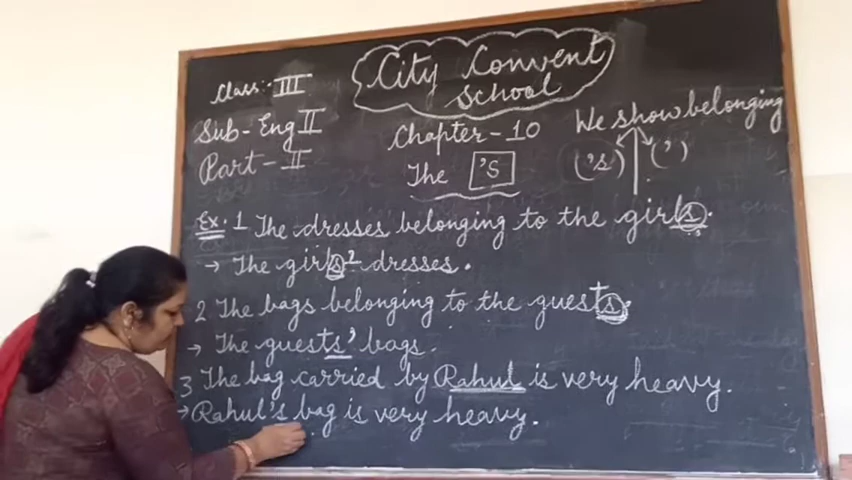 City Convent
School
Class:- III
Sub- Eng II
Part- II
Chapter-10
The 's
We show belonging
('s) (')
Ex. 1 The dresses belonging to the girls.
→ The girls' dresses.
2 The bags belonging to the guests.
→ The guests' bags.
3 The bag carried by Rahul is very heavy.
→ Rahul's bag is very heavy.